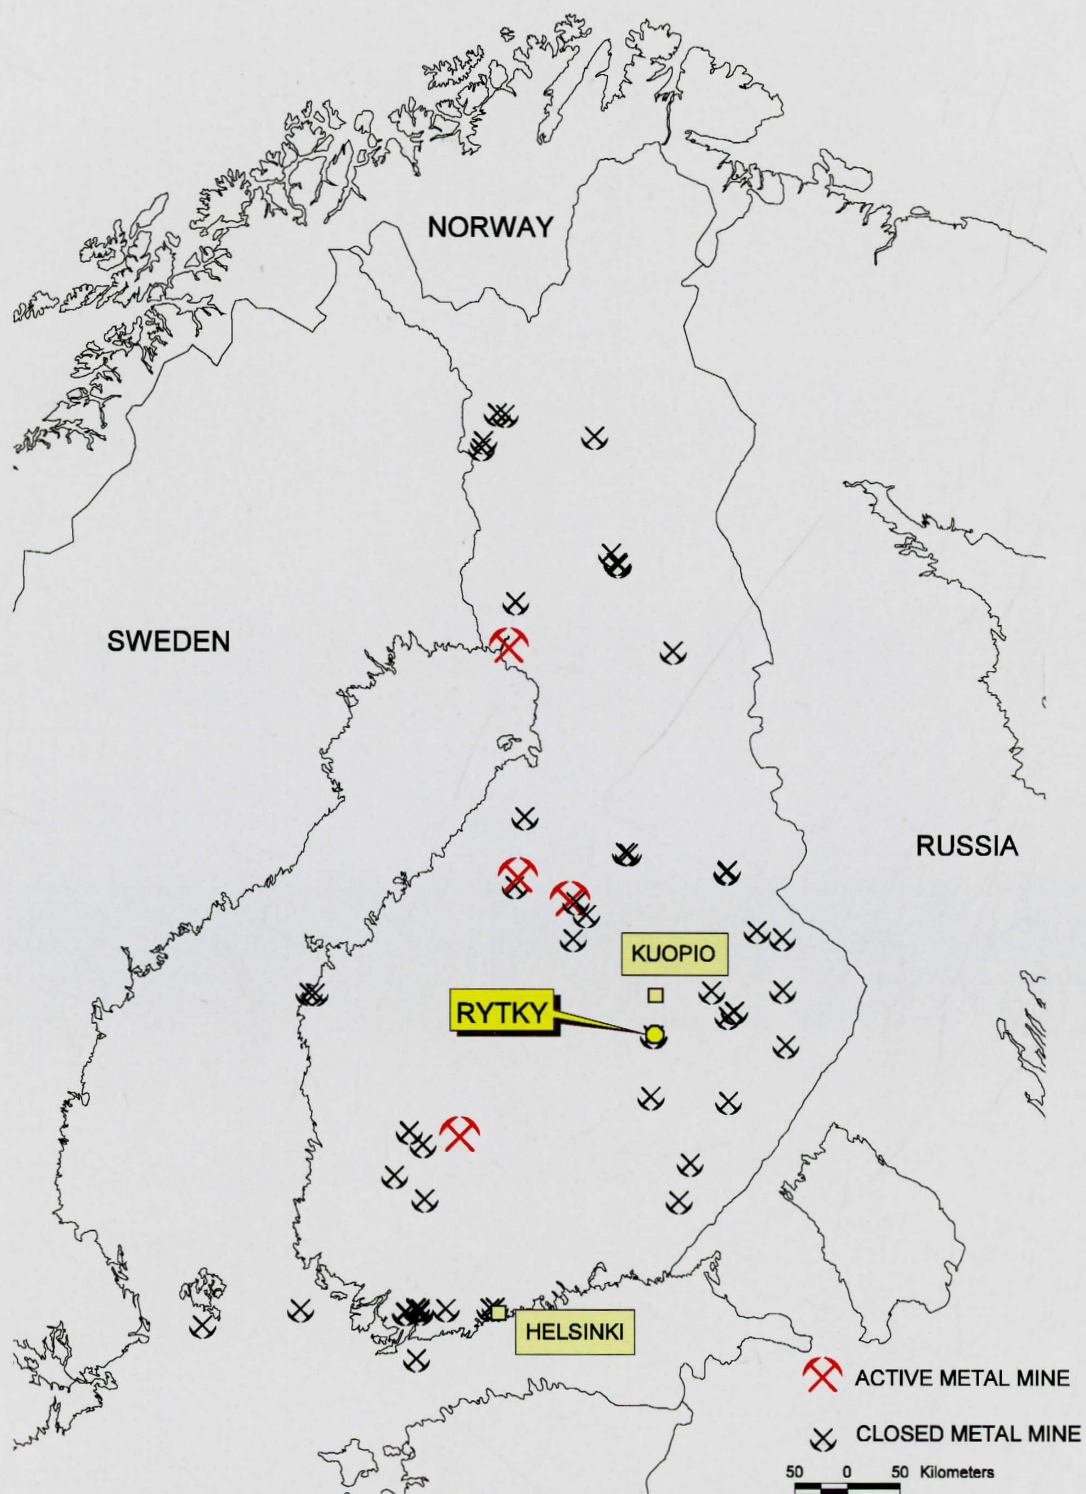 NORWAY
SWEDEN
RUSSIA
KUOPIO
RYTKY
HELSINKI
ACTIVE METAL MINE
CLOSED METAL MINE
50 0 50 Kilometers